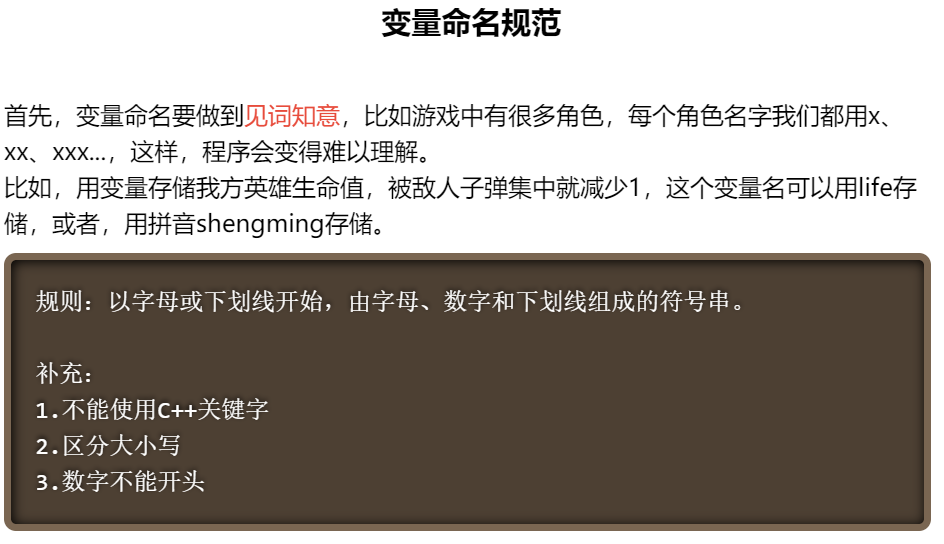 变量命名规范
首先，变量命名要做到见词知意，比如游戏中有很多角色，每个角色名字我们都用x、
xx、xxx...，这样，程序会变得难以理解。
比如，用变量存储我方英雄生命值，被敌人子弹集中就减少1，这个变量名可以用life存
储，或者，用拼音shengming存储。
规则：以字母或下划线开始，由字母、数字和下划线组成的符号串。
补充：
1.不能使用C++关键字
2.区分大小写
3.数字不能开头